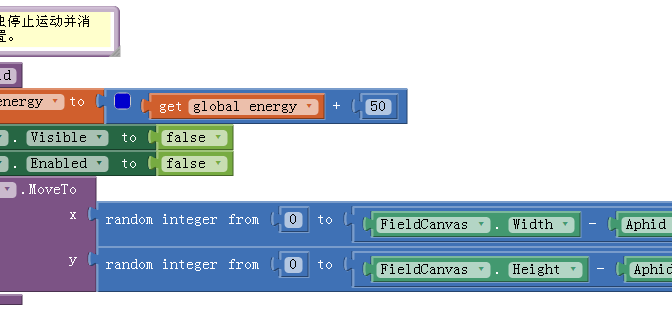 虫停止运动并消
置。
id
energy to get global energy + 50
. Visible to false
. Enabled to false
.MoveTo
x random integer from 0 to FieldCanvas . Width - Aphid
y random integer from 0 to FieldCanvas . Height - Aphid